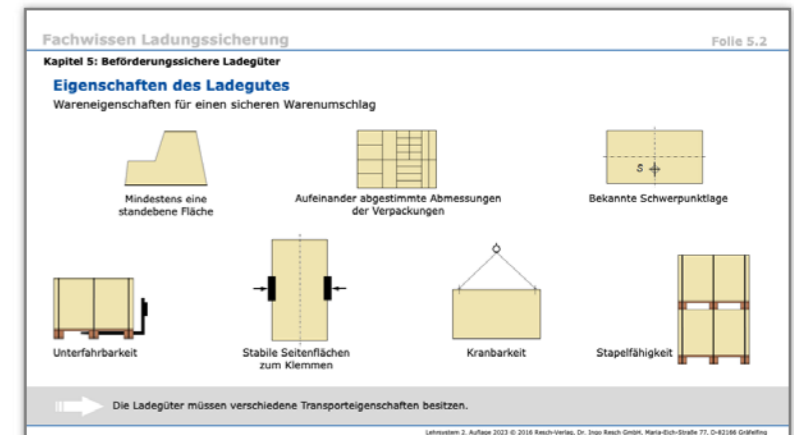 Fachwissen Ladungssicherung
Folie 5.2
Kapitel 5: Beförderungssichere Ladegüter
Eigenschaften des Ladegutes
Wareneigenschaften für einen sicheren Warenumschlag
S
Mindestens eine
standebene Fläche
Aufeinander abgestimmte Abmessungen
der Verpackungen
Bekannte Schwerpunktlage
Unterfahrbarkeit
Stabile Seitenflächen
zum Klemmen
Kranbarkeit
Stapelfähigkeit
Die Ladegüter müssen verschiedene Transporteigenschaften besitzen.
Lehrsystem 2. Auflage 2023 © 2016 Resch-Verlag, Dr. Ingo Resch GmbH, Maria-Eich-Straße 77, D-82166 Gräfelfing